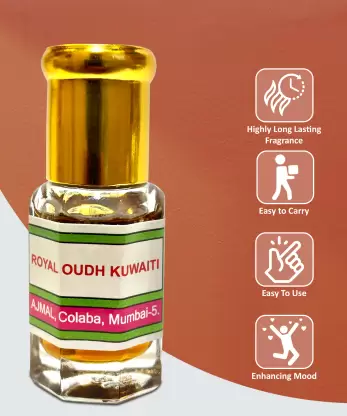 Highly Long Lasting
Fragrance
Easy to Carry
Easy To Use
Enhancing Mood
ROYAL OUDH KUWAITI
AJMAL, Colaba, Mumbai-5.